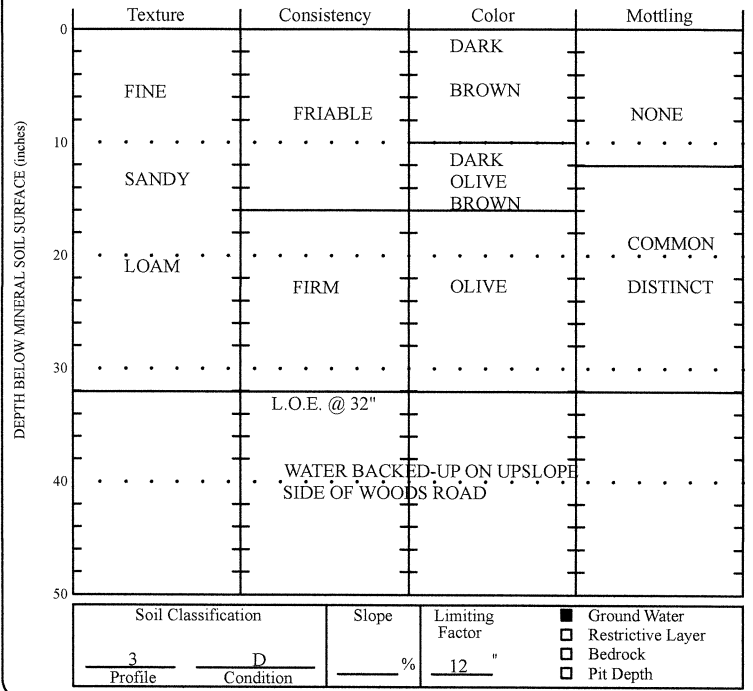 Texture Consistency Color Mottling
DEPTH BELOW MINERAL SOIL SURFACE (inches)
0
DARK
FINE BROWN
FRIABLE NONE
10
DARK
SANDY OLIVE
BROWN
COMMON
20
LOAM
FIRM OLIVE DISTINCT
30
L.O.E. @ 32"
WATER BACKED-UP ON UPSLOPE
40
SIDE OF WOODS ROAD
50
Soil Classification Slope Limiting ■ Ground Water
Factor □ Restrictive Layer
3 D % 12 " □ Bedrock
Profile Condition □ Pit Depth